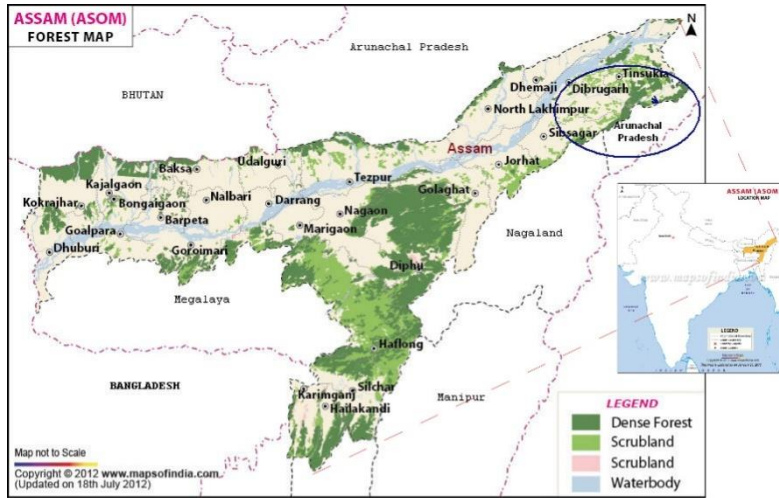 ASSAM (ASOM)
FOREST MAP
Arunachal Pradesh
N
BHUTAN
Tinsukia
Dhemaji
Dibrugarh
North Lakhimpur
Arunachal
Pradesh
Sibsagar
Assam
Udalguri
Baksa
Jorhat
Tezpur
Kajalgaon
Golaghat
Kokrajhar
Bongaigaon
Nalbari
Darrang
Barpeta
Nagaon
Goalpara
Marigaon
Nagaland
Dhuburi
Goroimari
Diphu
Megalaya
Haflong
BANGLADESH
Silchar
Karimganj
Hailakandi
Manipur
ASSAM (ASOM)
LOCATION MAP
LEGEND
LEGEND
Dense Forest
Scrubland
Scrubland
Waterbody
Map not to Scale
Copyright © 2012 www.mapsofindia.com
(Updated on 18th July 2012)